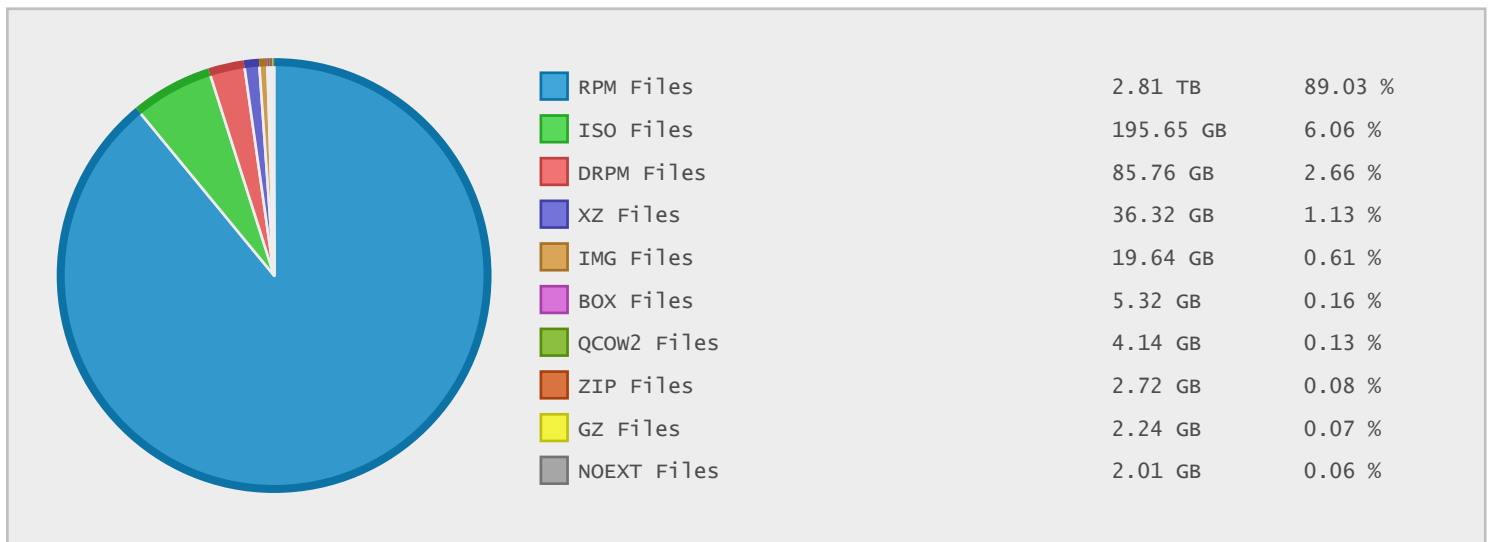 RPM Files 2.81 TB 89.03 %
ISO Files 195.65 GB 6.06 %
DRPM Files 85.76 GB 2.66 %
XZ Files 36.32 GB 1.13 %
IMG Files 19.64 GB 0.61 %
BOX Files 5.32 GB 0.16 %
QCOW2 Files 4.14 GB 0.13 %
ZIP Files 2.72 GB 0.08 %
GZ Files 2.24 GB 0.07 %
NOEXT Files 2.01 GB 0.06 %